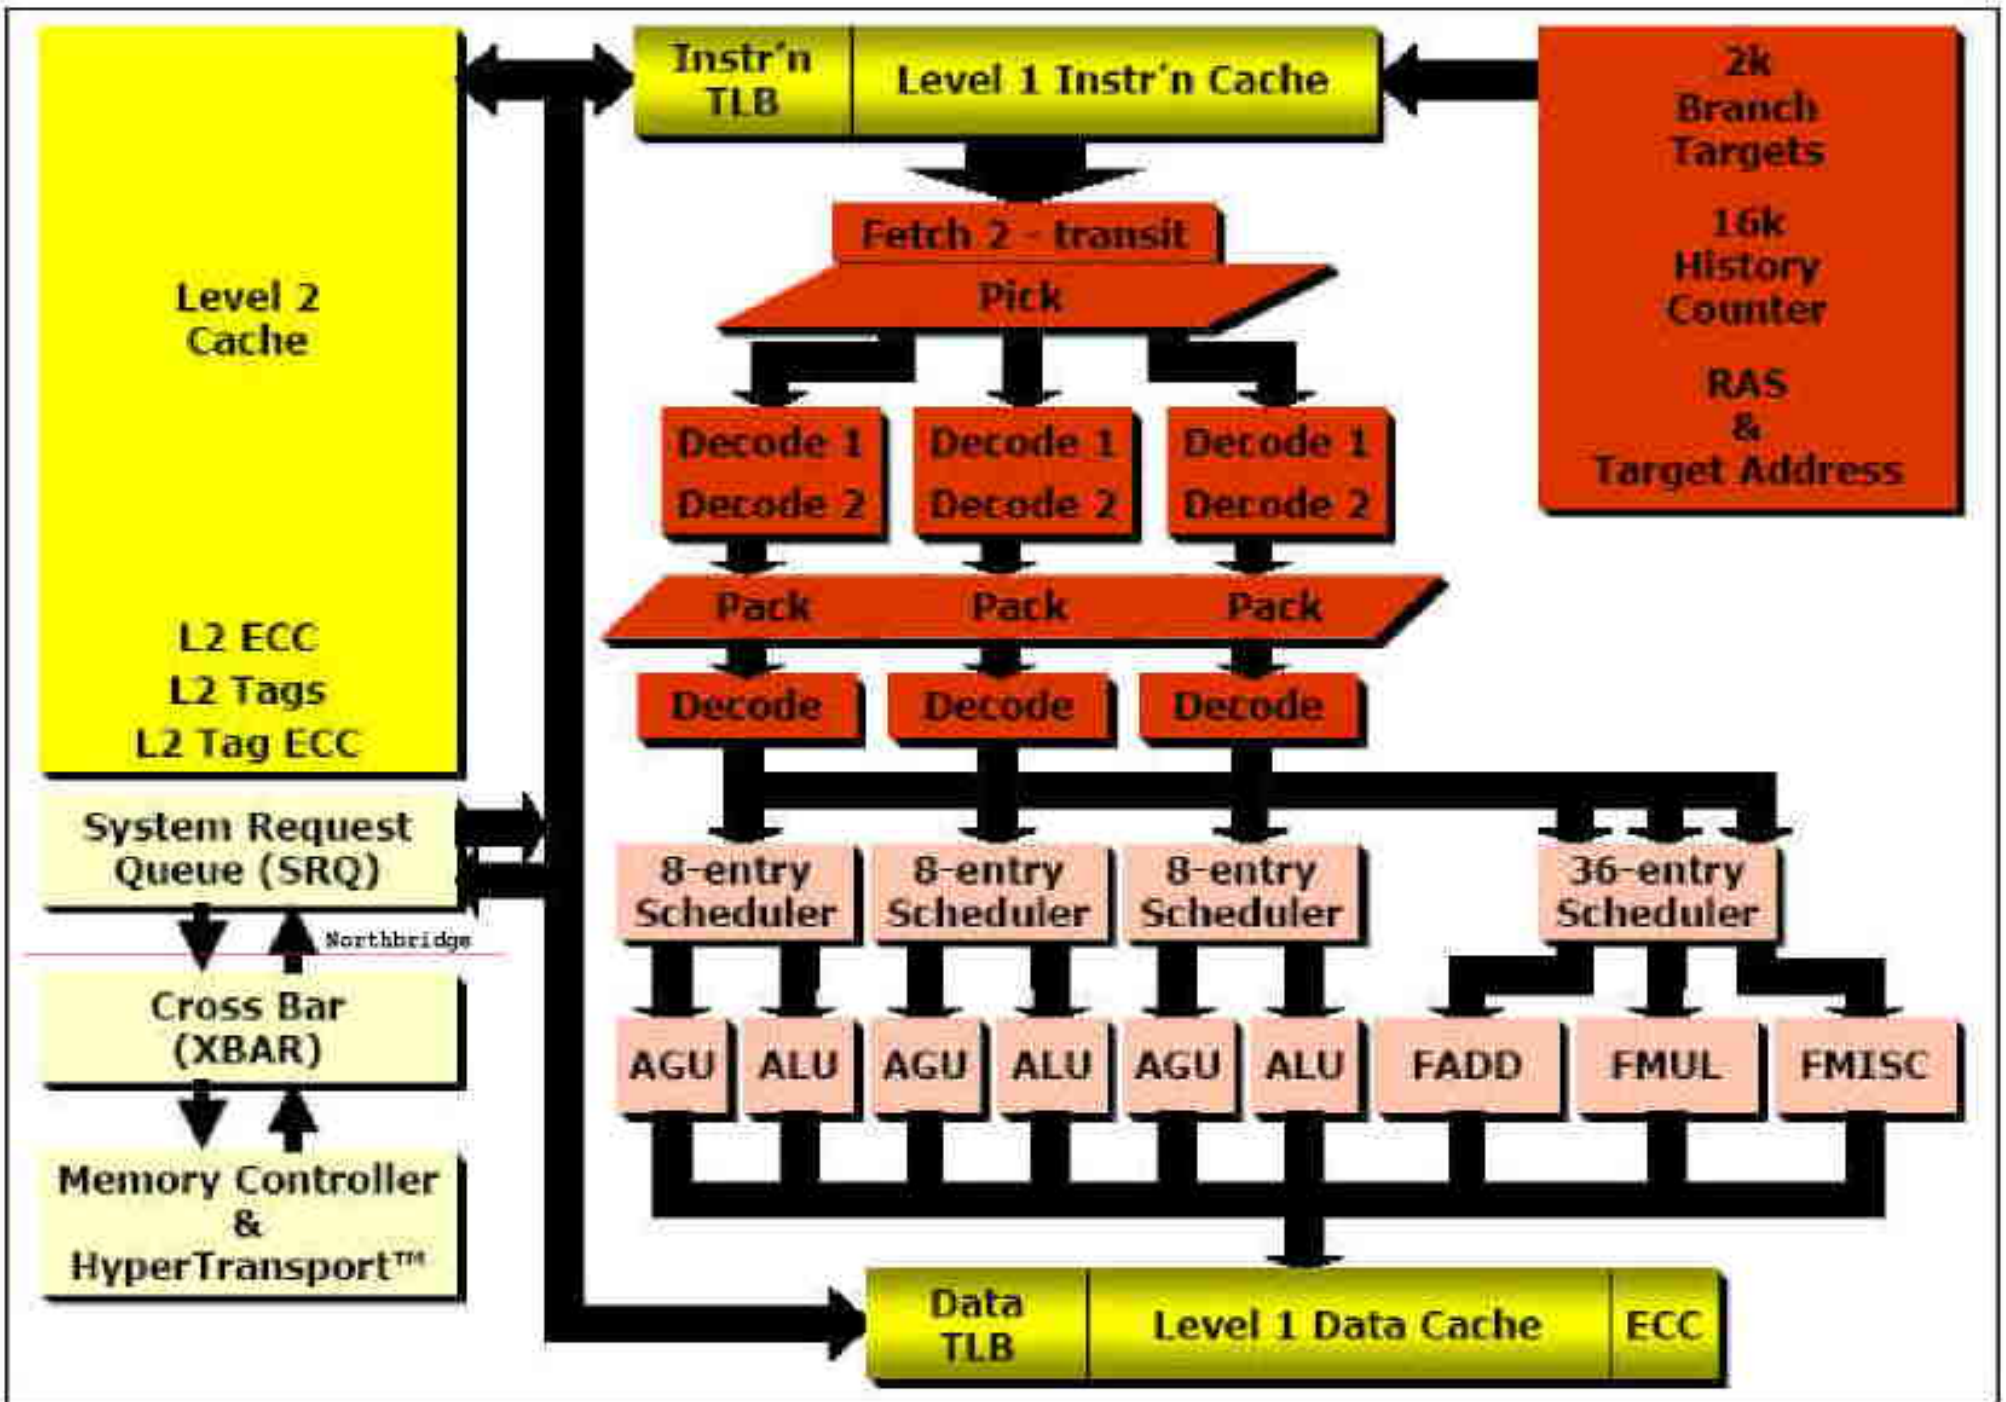 Level 2
Cache
L2 ECC
L2 Tags
L2 Tag ECC
System Request
Queue (SRQ)
Northbridge
Cross Bar
(XBAR)
Memory Controller
&
HyperTransport™
Instr'n
TLB
Level 1 Instr'n Cache
2k
Branch
Targets
16k
History
Counter
RAS
&
Target Address
Fetch 2 - transit
Pick
Decode 1
Decode 2
Decode 1
Decode 2
Decode 1
Decode 2
Pack
Pack
Pack
Decode
Decode
Decode
8-entry
Scheduler
8-entry
Scheduler
8-entry
Scheduler
36-entry
Scheduler
AGU
ALU
AGU
ALU
AGU
ALU
FADD
FMUL
FMISC
Data
TLB
Level 1 Data Cache
ECC